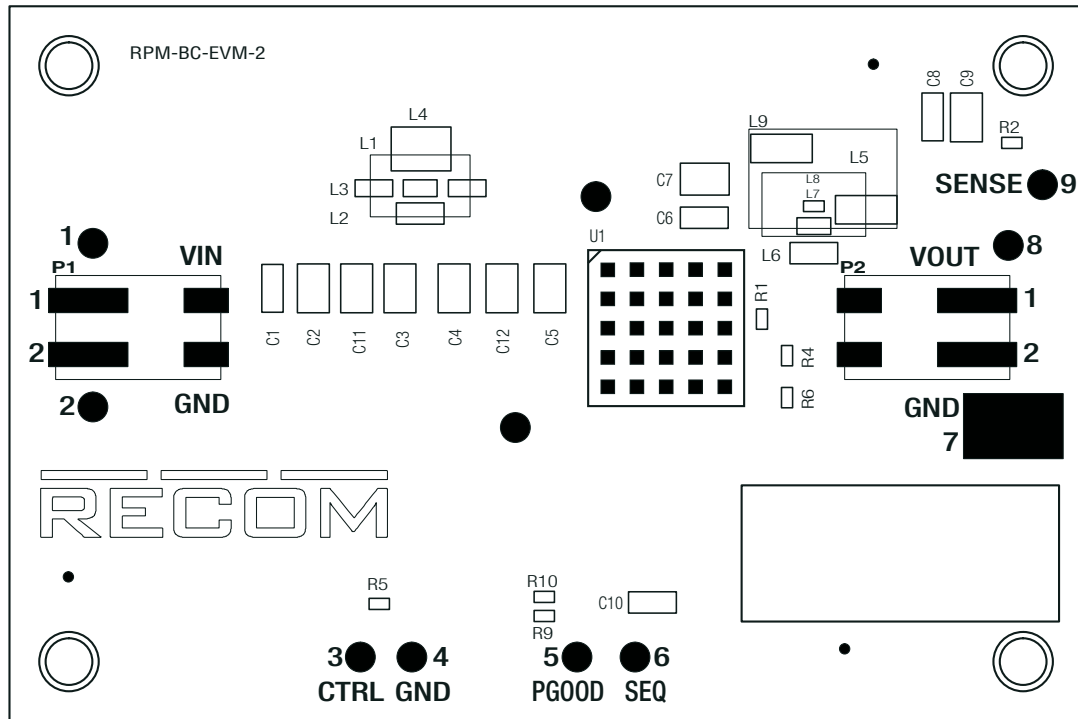 RPM-BC-EVM-2
C8
C9
L4
L9
R2
L1
L5
L3
L8
L7
C7
C6
SENSE
9
L2
U1
L6
1
VIN
VOUT
8
P1
P2
1
1
R1
C1
C2
C11
C3
C4
C12
C5
2
R4
2
R6
GND
GND
2
7
RECOM
R5
R10
C10
R9
3
4
5
6
CTRL
GND
PGOOD
SEQ